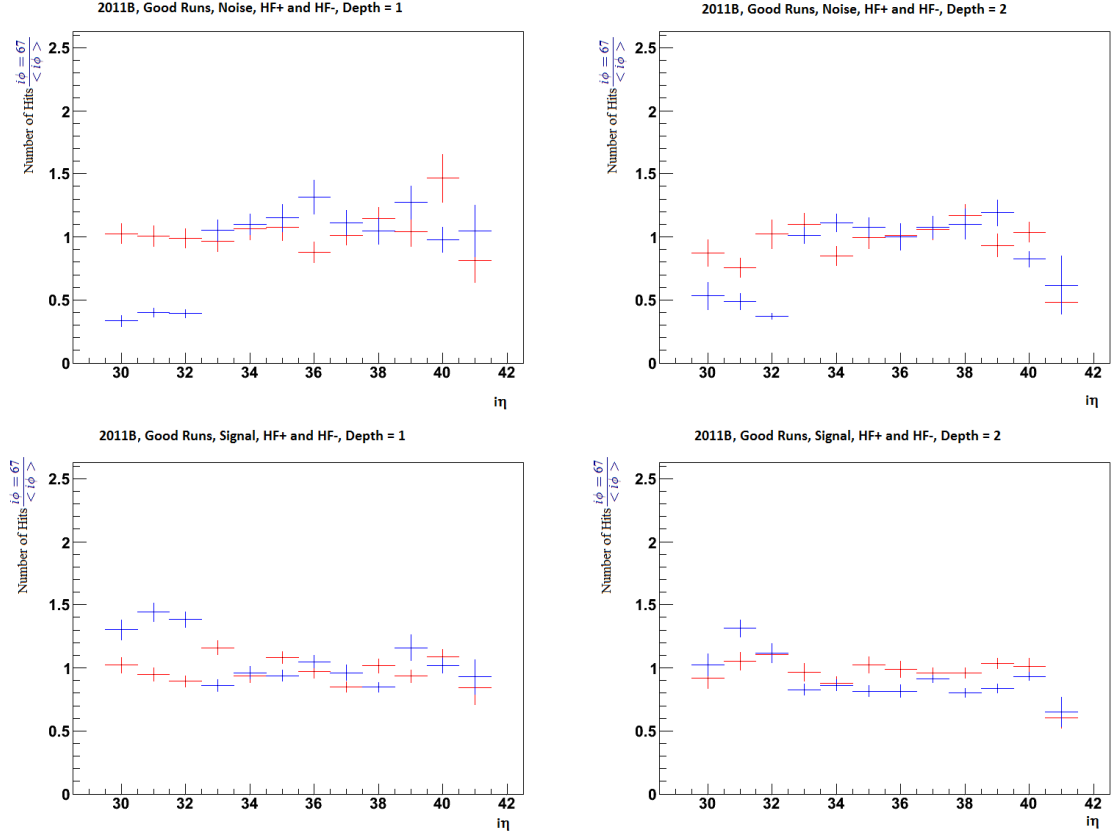 2011B, Good Runs, Noise, HF+ and HF-, Depth = 1
Number of Hits iϕ = 67 / < iϕ >
2.5
2
1.5
1
0.5
0
30 32 34 36 38 40 42
iη
2011B, Good Runs, Noise, HF+ and HF-, Depth = 2
Number of Hits iϕ = 67 / < iϕ >
2.5
2
1.5
1
0.5
0
30 32 34 36 38 40 42
iη
2011B, Good Runs, Signal, HF+ and HF-, Depth = 1
Number of Hits iϕ = 67 / < iϕ >
2.5
2
1.5
1
0.5
0
30 32 34 36 38 40 42
iη
2011B, Good Runs, Signal, HF+ and HF-, Depth = 2
Number of Hits iϕ = 67 / < iϕ >
2.5
2
1.5
1
0.5
0
30 32 34 36 38 40 42
iη